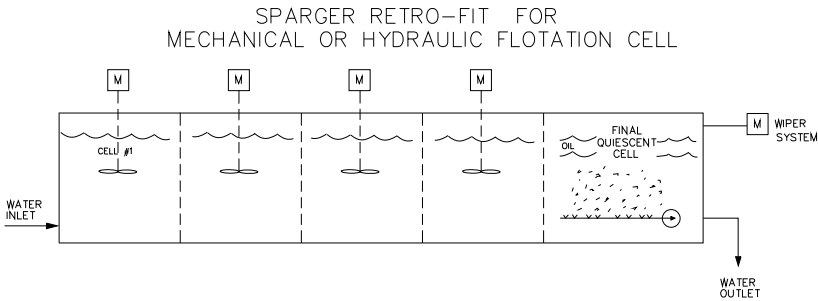 SPARGER RETRO-FIT FOR
MECHANICAL OR HYDRAULIC FLOTATION CELL
M
M
M
M
M
WIPER
SYSTEM
CELL #1
OIL
FINAL
QUIESCENT
CELL
WATER
INLET
WATER
OUTLET